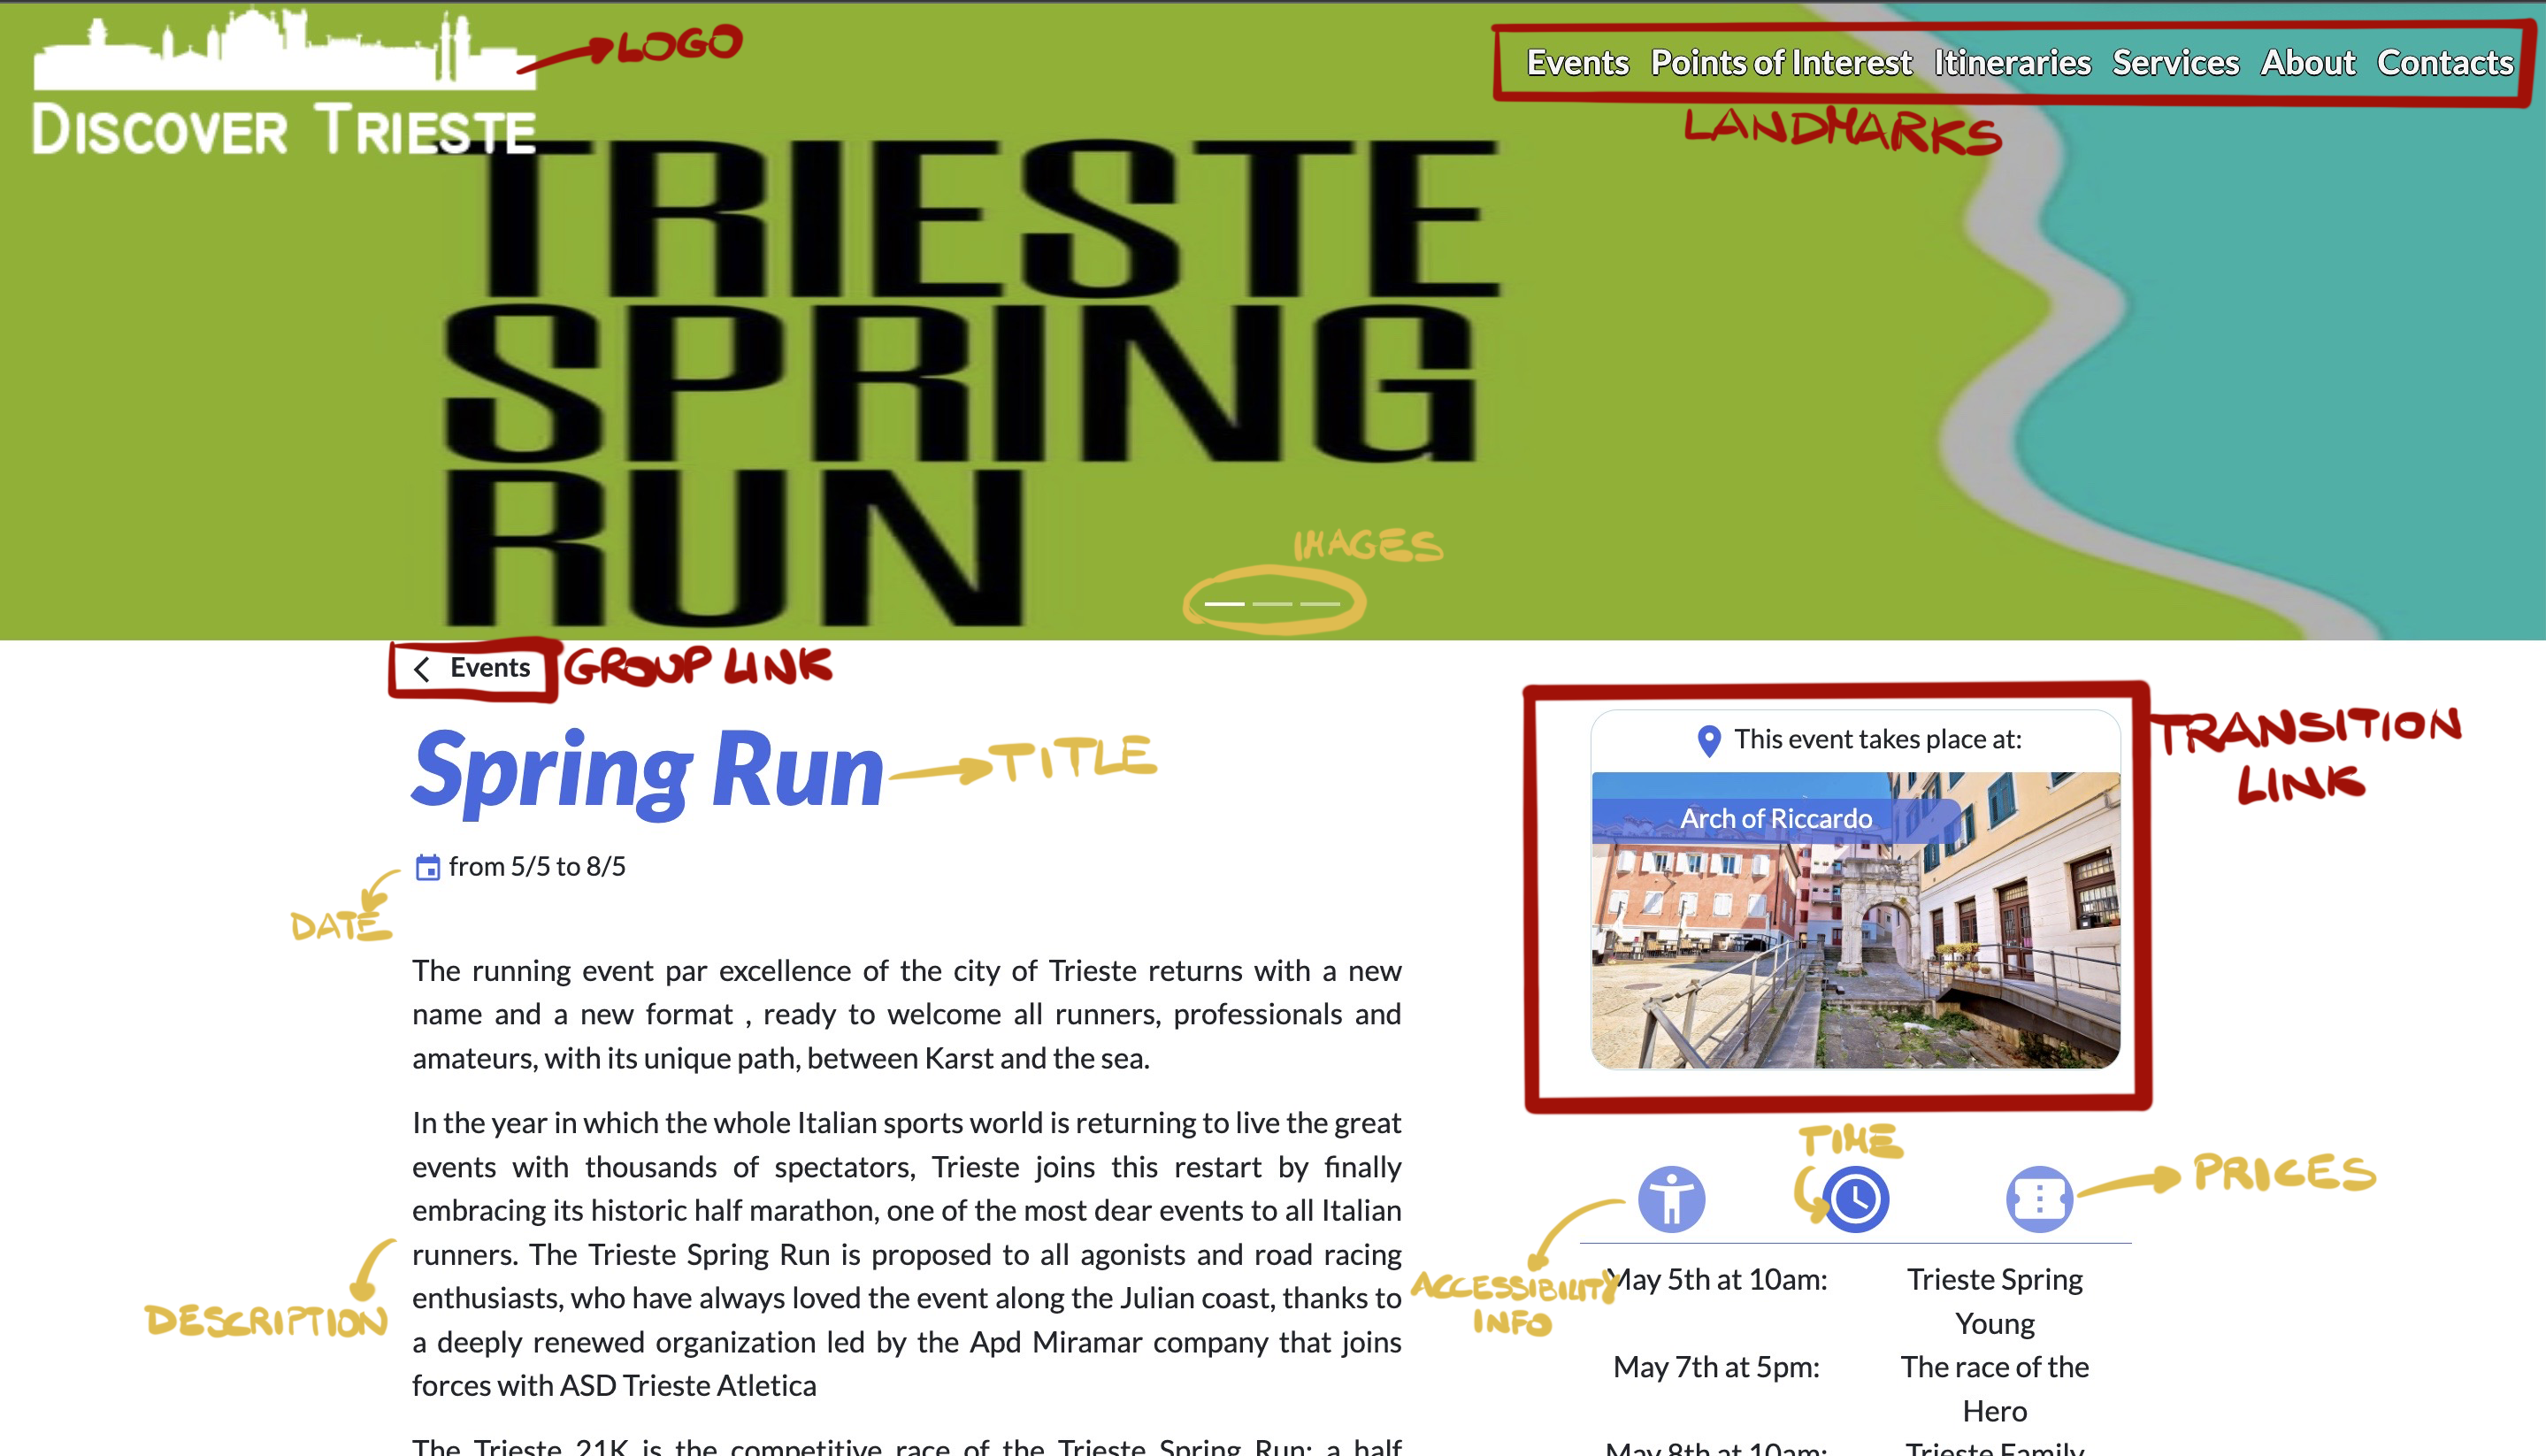 LOGO
Events Points of Interest Itineraries Services About Contacts
DISCOVER TRIESTE
LANDMARKS
TRIESTE
SPRING
RUN
IMAGES
Events
GROUP LINK
Spring Run
TITLE
from 5/5 to 8/5
DATE
The running event par excellence of the city of Trieste returns with a new
name and a new format , ready to welcome all runners, professionals and
amateurs, with its unique path, between Karst and the sea.
In the year in which the whole Italian sports world is returning to live the great
events with thousands of spectators, Trieste joins this restart by finally
embracing its historic half marathon, one of the most dear events to all Italian
runners. The Trieste Spring Run is proposed to all agonists and road racing
enthusiasts, who have always loved the event along the Julian coast, thanks to
a deeply renewed organization led by the Apd Miramar company that joins
forces with ASD Trieste Atletica
DESCRIPTION
The Trieste 21K is the competitive race of the Trieste Spring Run: a half
This event takes place at:
Arch of Riccardo
TRANSITION
LINK
TIME
PRICES
ACCESSIBILITY
INFO
May 5th at 10am: Trieste Spring
Young
May 7th at 5pm: The race of the
Hero
May 8th at 10am: Trieste Family